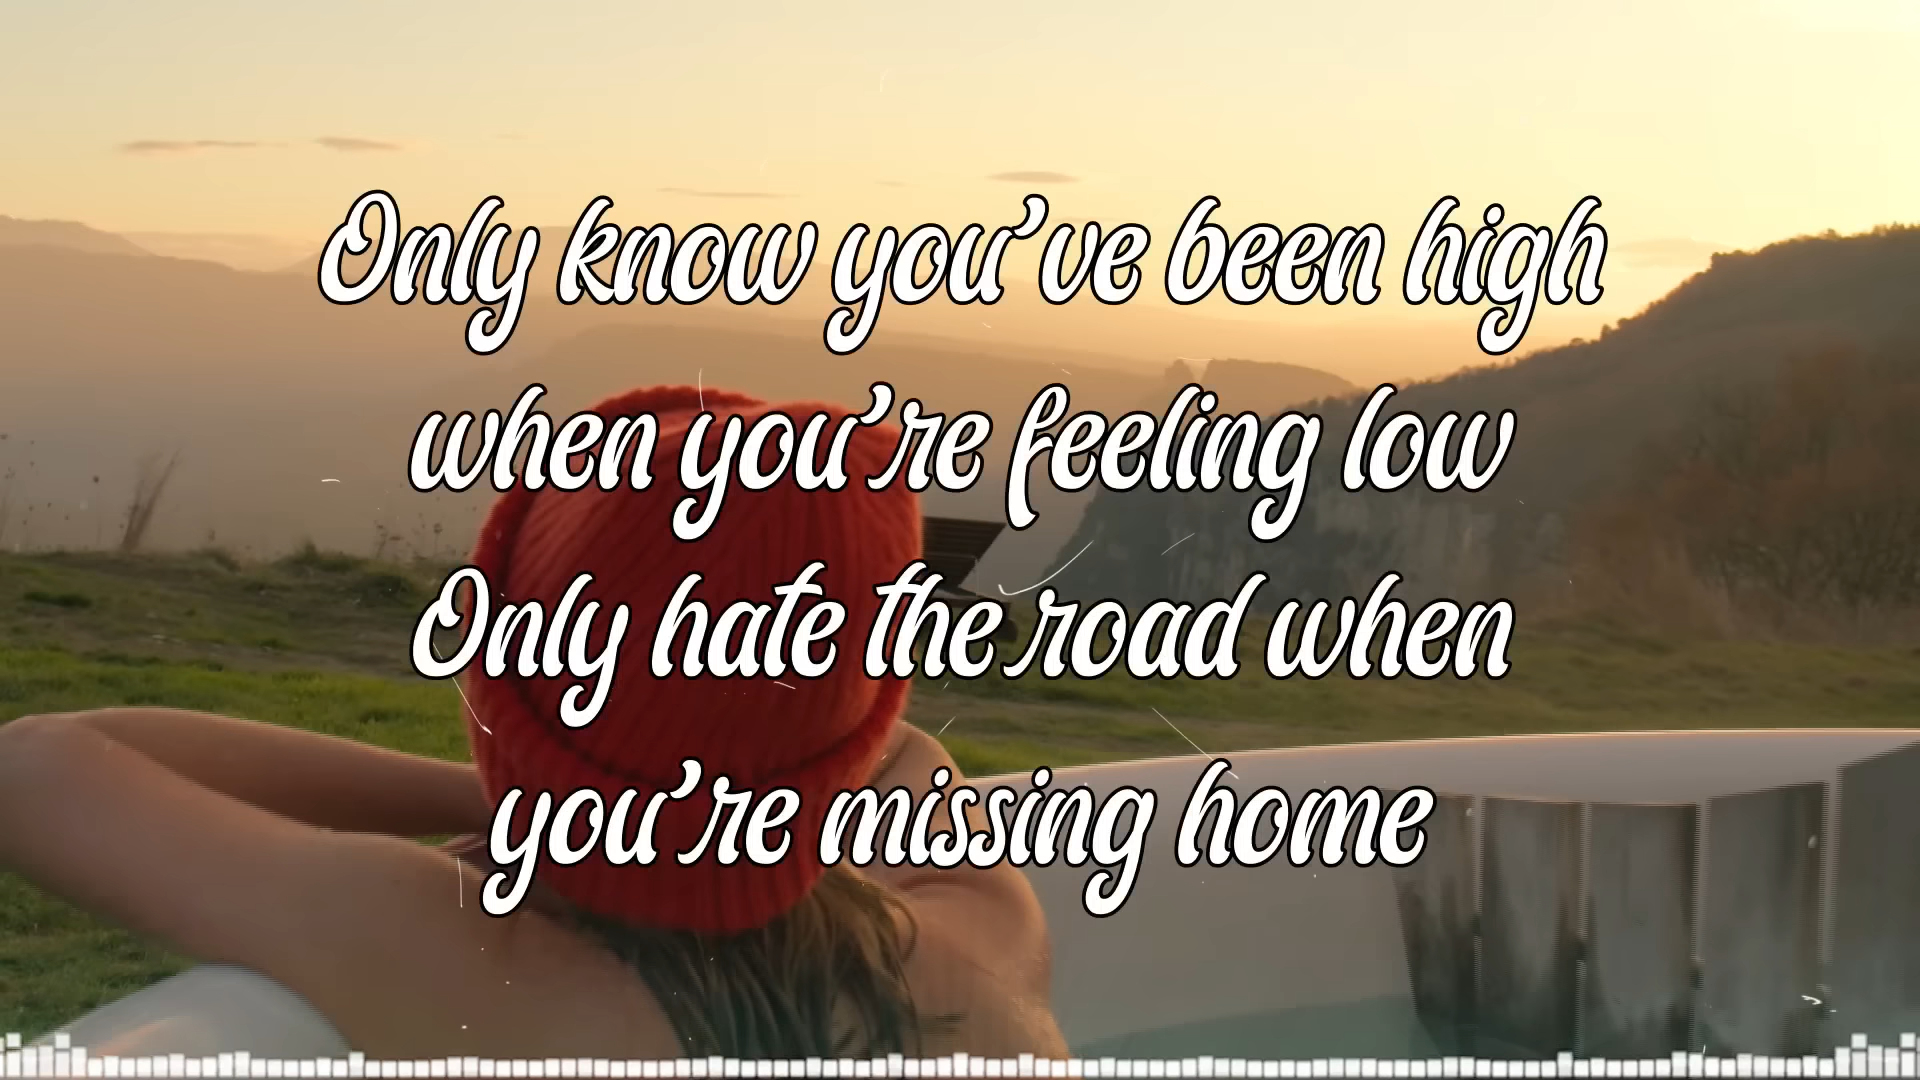 Only know you've been high
when you're feeling low
Only hate the road when
you're missing home